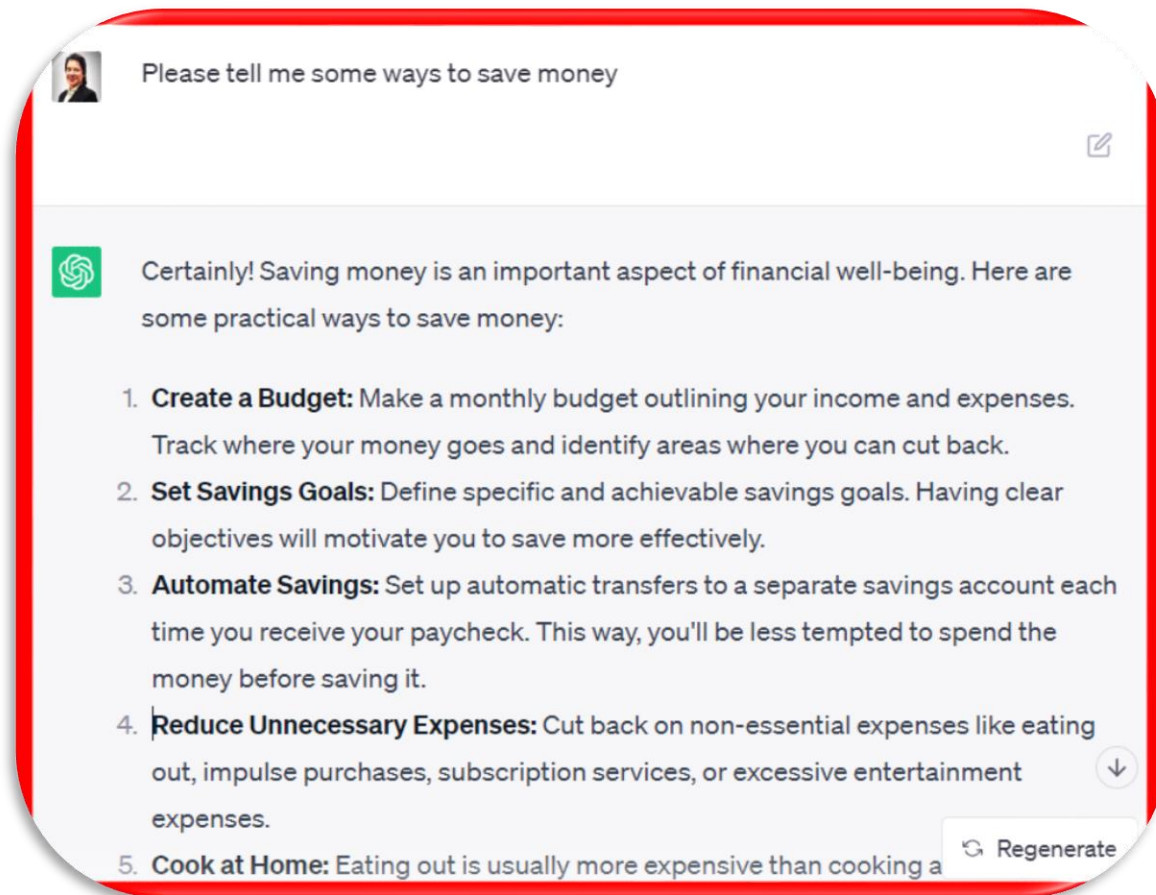 Please tell me some ways to save money
Certainly! Saving money is an important aspect of financial well-being. Here are
some practical ways to save money:
1. Create a Budget: Make a monthly budget outlining your income and expenses.
Track where your money goes and identify areas where you can cut back.
2. Set Savings Goals: Define specific and achievable savings goals. Having clear
objectives will motivate you to save more effectively.
3. Automate Savings: Set up automatic transfers to a separate savings account each
time you receive your paycheck. This way, you'll be less tempted to spend the
money before saving it.
4. Reduce Unnecessary Expenses: Cut back on non-essential expenses like eating
out, impulse purchases, subscription services, or excessive entertainment
expenses.
5. Cook at Home: Eating out is usually more expensive than cooking a
Regenerate